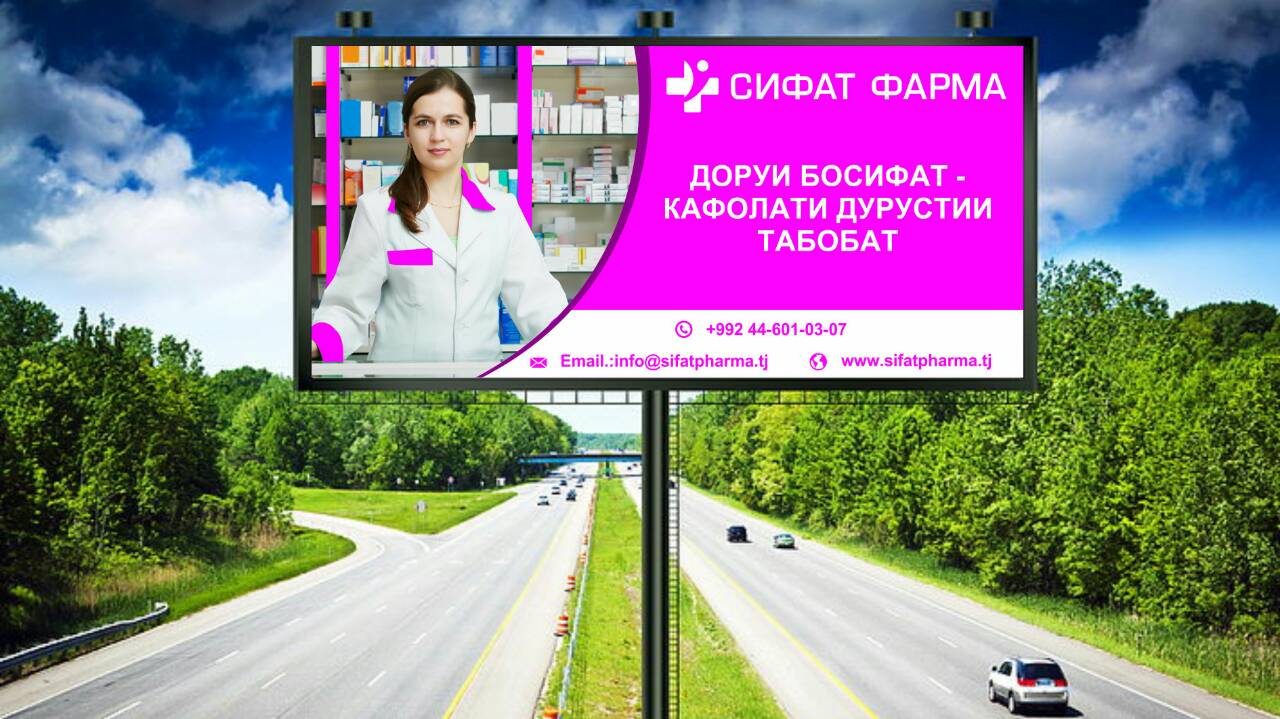 СИФАТ ФАРМА
ДОРУИ БОСИФАТ -
КАФОЛАТИ ДУРУСТИИ
ТАБОБАТ
+992 44-601-03-07
Email.:info@sifatpharma.tj
www.sifatpharma.tj